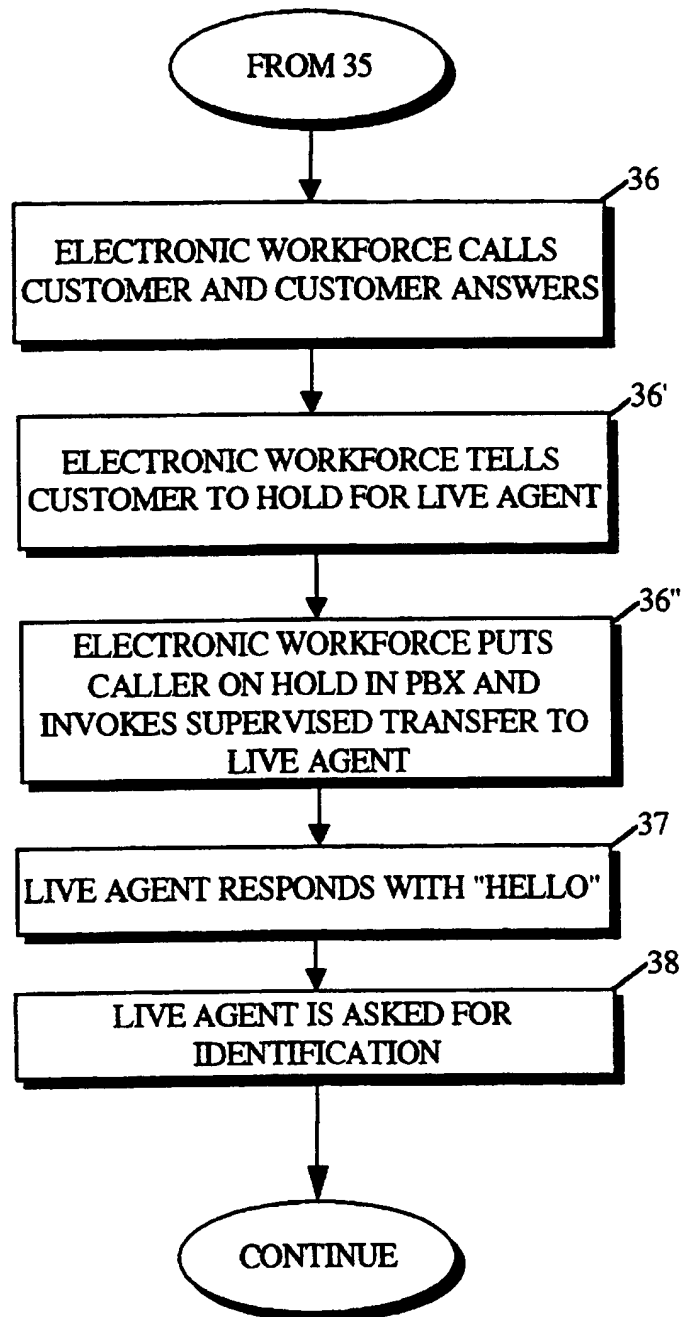 FROM 35
36
ELECTRONIC WORKFORCE CALLS
CUSTOMER AND CUSTOMER ANSWERS
36'
ELECTRONIC WORKFORCE TELLS
CUSTOMER TO HOLD FOR LIVE AGENT
36"
ELECTRONIC WORKFORCE PUTS
CALLER ON HOLD IN PBX AND
INVOKES SUPERVISED TRANSFER TO
LIVE AGENT
37
LIVE AGENT RESPONDS WITH "HELLO"
38
LIVE AGENT IS ASKED FOR
IDENTIFICATION
CONTINUE